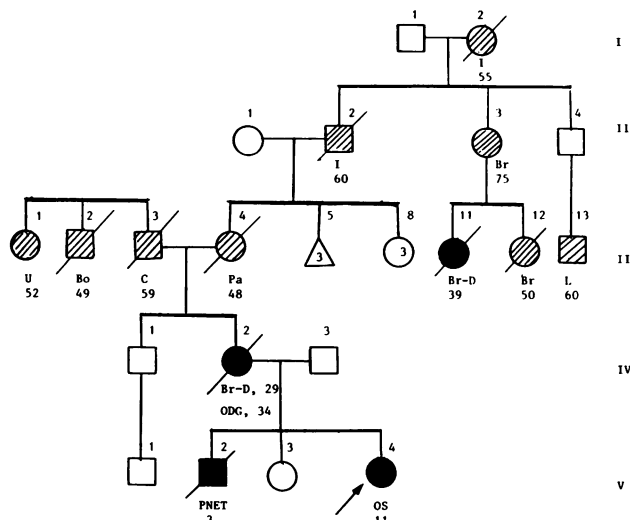 1 2
I
I
55
1 2 3 4
II
I Br
60 75
1 2 3 4 5 8 11 12 13
3 3
II
U Bo C Pa Br-D Br L
52 49 59 48 39 50 60
1 2 3
IV
Br-D, 29
ODG, 34
1 2 3 4
V
PNET OS
11